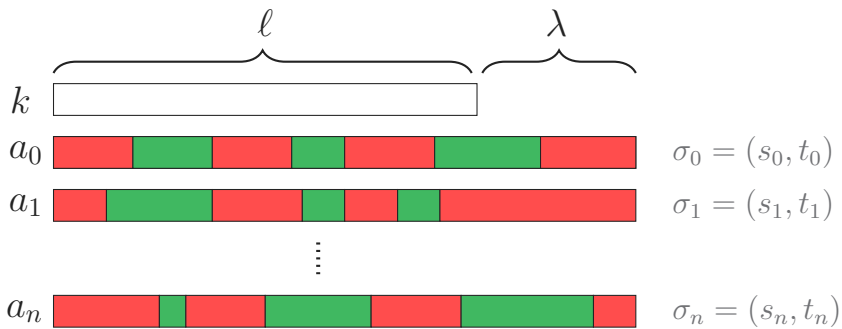 ℓ λ
k
a₀ σ₀ = (s₀, t₀)
a₁ σ₁ = (s₁, t₁)
aₙ σₙ = (sₙ, tₙ)